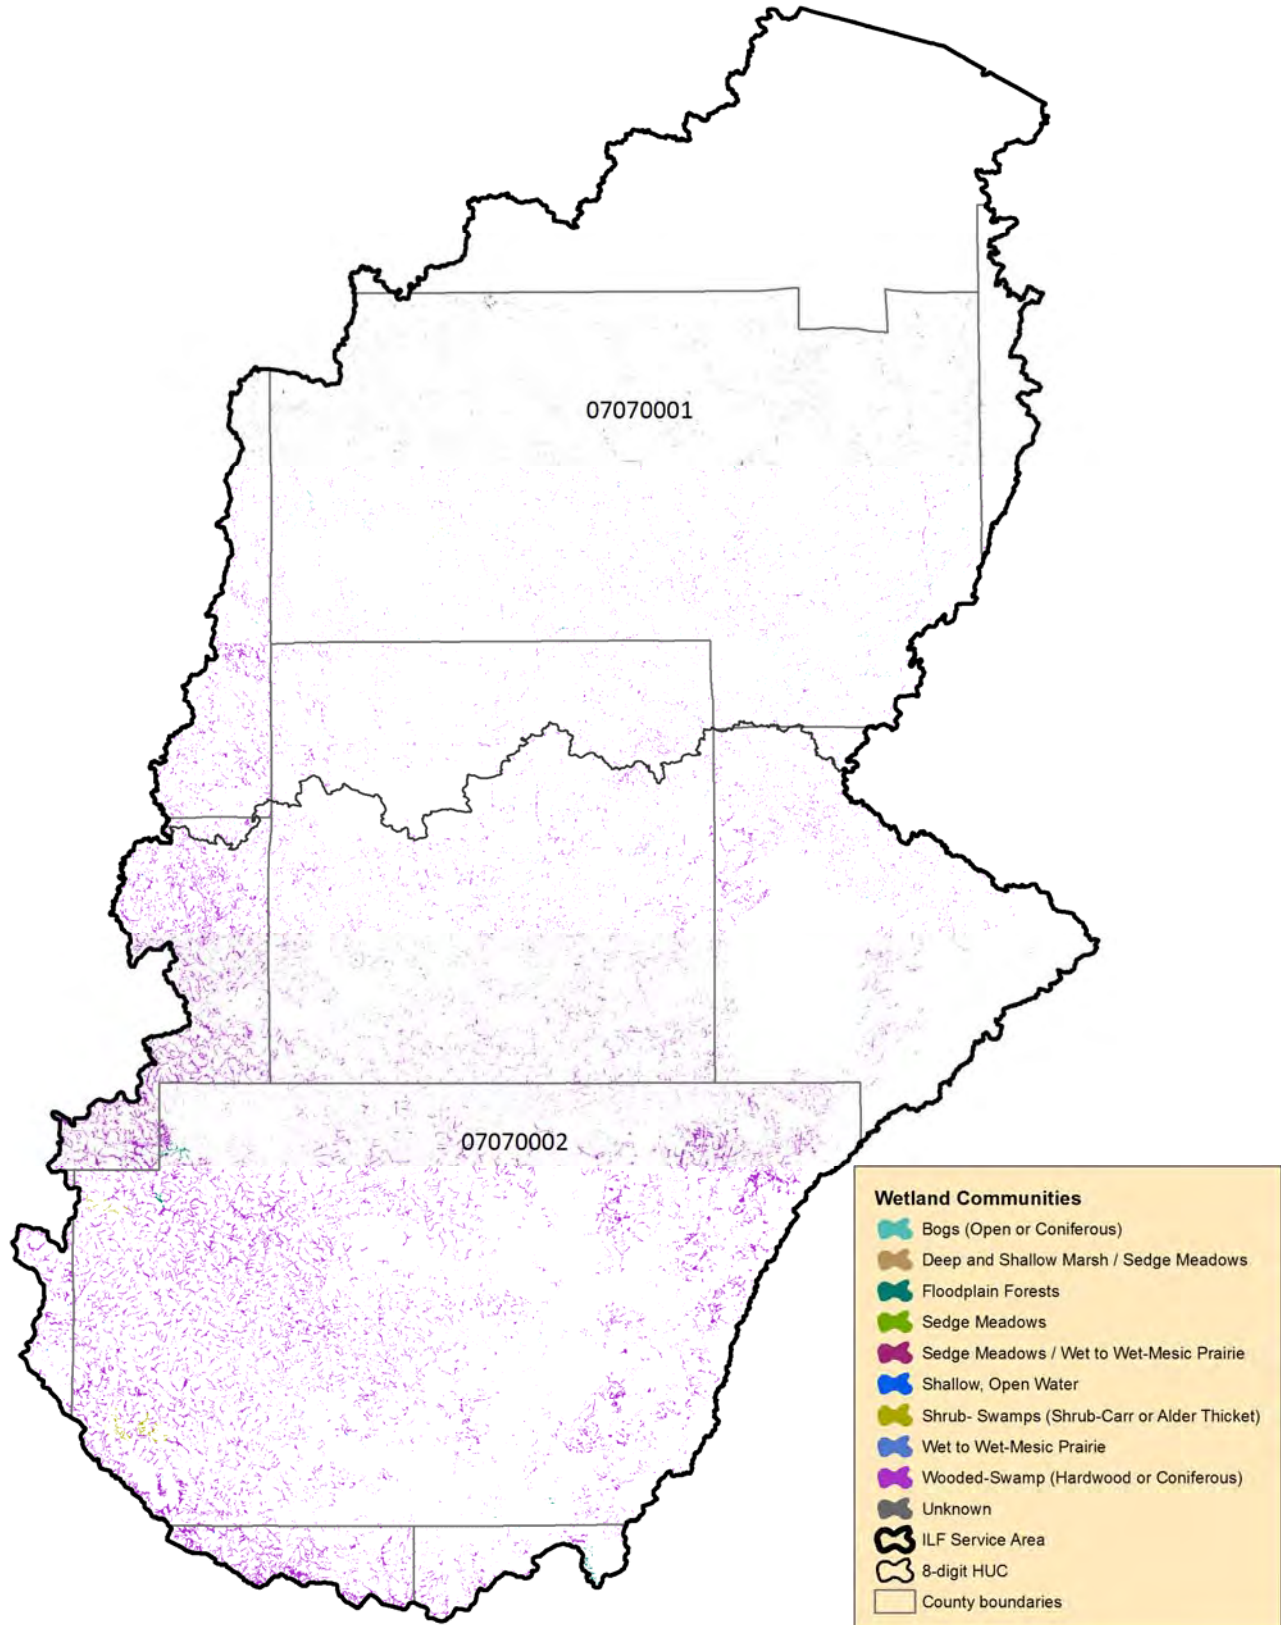 07070001
07070002
Wetland Communities
Bogs (Open or Coniferous)
Deep and Shallow Marsh / Sedge Meadows
Floodplain Forests
Sedge Meadows
Sedge Meadows / Wet to Wet-Mesic Prairie
Shallow, Open Water
Shrub- Swamps (Shrub-Carr or Alder Thicket)
Wet to Wet-Mesic Prairie
Wooded-Swamp (Hardwood or Coniferous)
Unknown
ILF Service Area
8-digit HUC
County boundaries